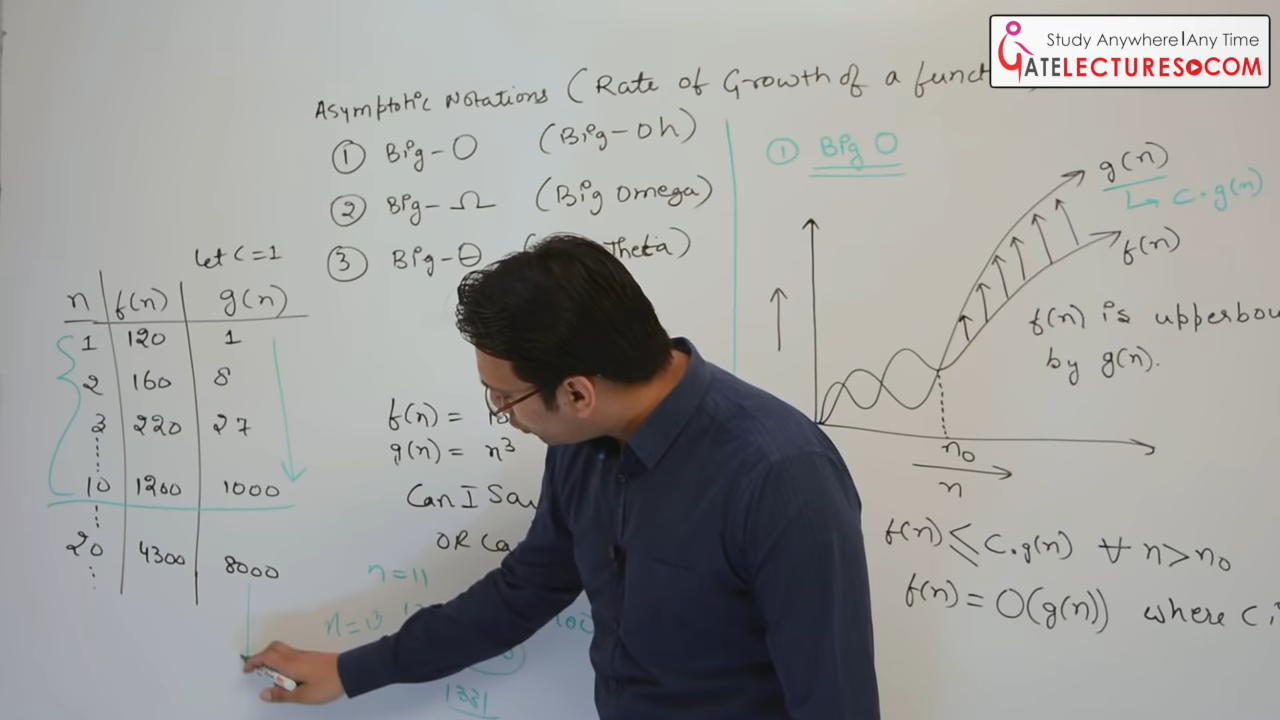 Study Anywhere|Any Time
GATELECTURES.COM
Asymptotic Notations (Rate of Growth of a funct
① Big-O (Big-Oh)
② Big-Ω (Big Omega)
③ Big-Θ Theta)
let C=1
n f(n) g(n)
1 120 1
2 160 8
3 220 27
10 1200 1000
20 4300 8000
f(n) =
g(n) = n³
Can I Say
OR Ca
n=11
n=13
1331
① Big O
g(n)
↳ C.g(n)
f(n)
f(n) is upperbou
by g(n).
n₀
n
f(n) ≤ C.g(n) ∀ n>n₀
f(n) = O(g(n)) where C